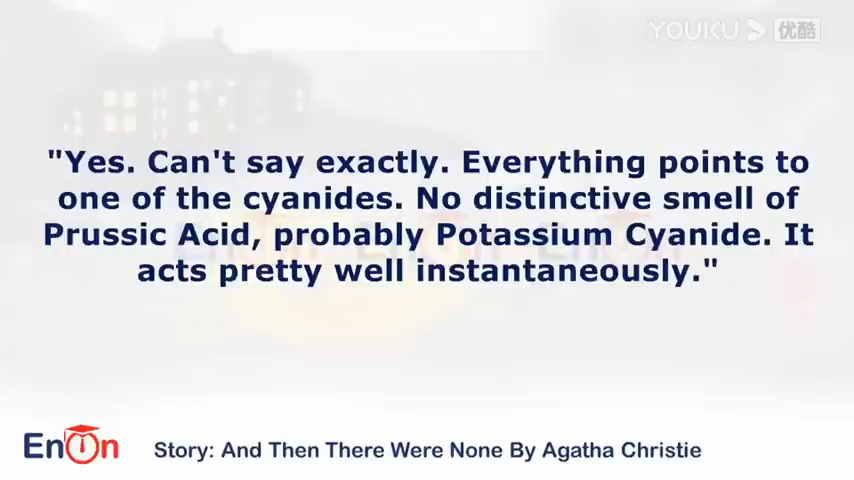 YOUKU 优酷
"Yes. Can't say exactly. Everything points to
one of the cyanides. No distinctive smell of
Prussic Acid, probably Potassium Cyanide. It
acts pretty well instantaneously."
EnOn
Story: And Then There Were None By Agatha Christie